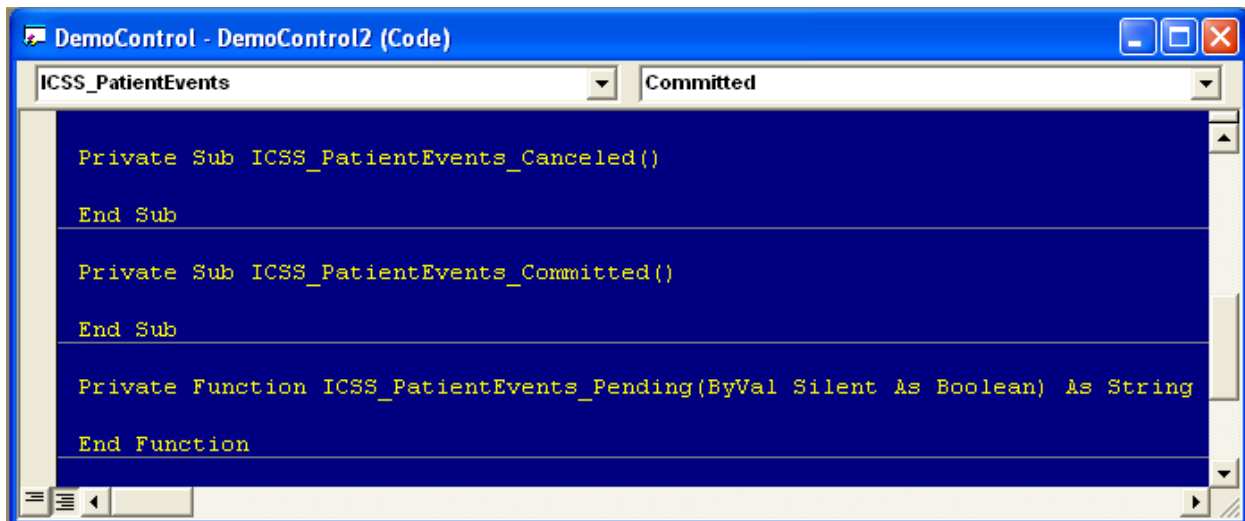 DemoControl - DemoControl2 (Code)
ICSS_PatientEvents Committed
Private Sub ICSS_PatientEvents_Canceled()
End Sub
Private Sub ICSS_PatientEvents_Committed()
End Sub
Private Function ICSS_PatientEvents_Pending(ByVal Silent As Boolean) As String
End Function